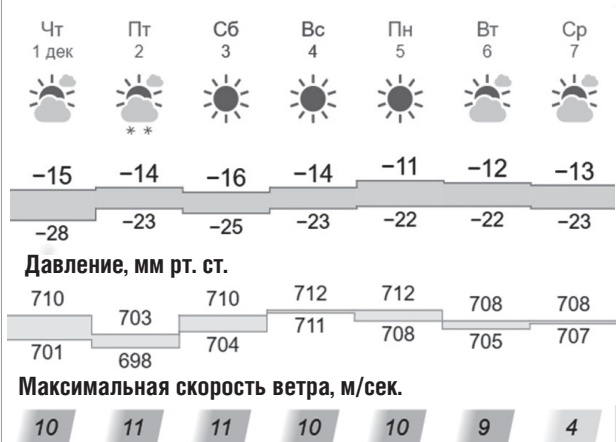 Чт Пт Сб Вс Пн Вт Ср
1 дек 2 3 4 5 6 7
* *
−15 −14 −16 −14 −11 −12 −13
−28 −23 −25 −23 −22 −22 −23
Давление, мм рт. ст.
710 703 710 712 712 708 708
701 698 704 711 708 705 707
Максимальная скорость ветра, м/сек.
10 11 11 10 10 9 4